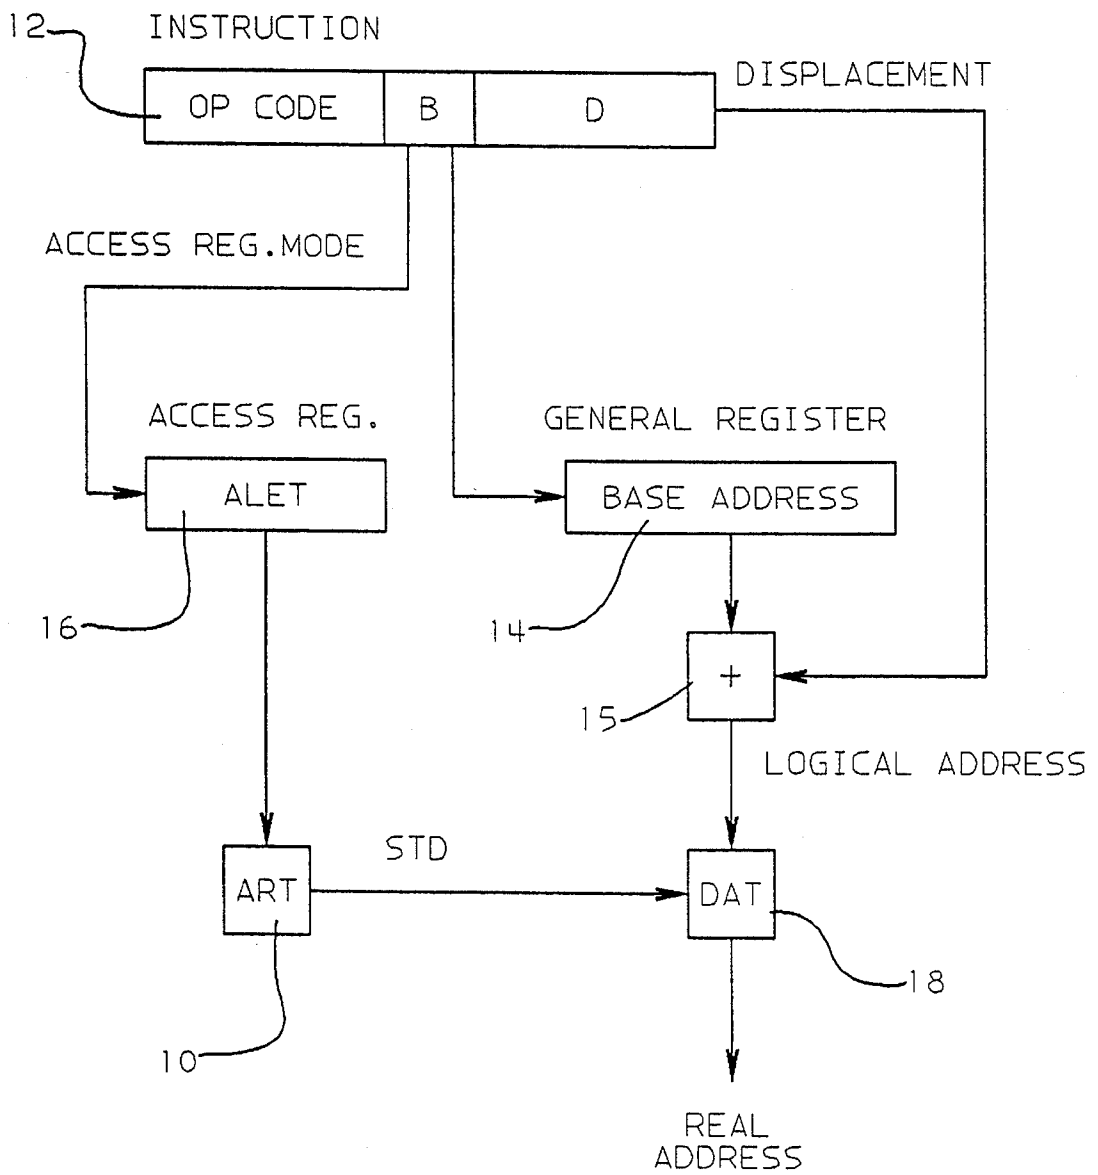 12
INSTRUCTION
DISPLACEMENT
OP CODE B D
ACCESS REG.MODE
ACCESS REG.
GENERAL REGISTER
ALET
BASE ADDRESS
16
14
+
15
LOGICAL ADDRESS
STD
ART
DAT
18
10
REAL
ADDRESS